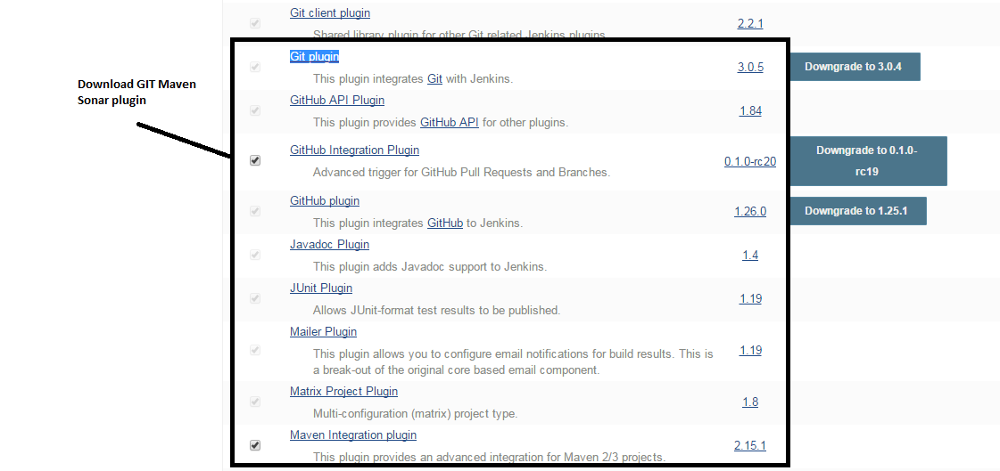 Git client plugin
2.2.1
Shared library plugin for other Git related Jenkins plugins.
Git plugin
This plugin integrates Git with Jenkins.
3.0.5
Downgrade to 3.0.4
Download GIT Maven
Sonar plugin
GitHub API Plugin
This plugin provides GitHub API for other plugins.
1.84
GitHub Integration Plugin
Advanced trigger for GitHub Pull Requests and Branches.
0.1.0-rc20
Downgrade to 0.1.0-
rc19
GitHub plugin
This plugin integrates GitHub to Jenkins.
1.26.0
Downgrade to 1.25.1
Javadoc Plugin
This plugin adds Javadoc support to Jenkins.
1.4
JUnit Plugin
Allows JUnit-format test results to be published.
1.19
Mailer Plugin
This plugin allows you to configure email notifications for build results. This is
a break-out of the original core based email component.
1.19
Matrix Project Plugin
Multi-configuration (matrix) project type.
1.8
Maven Integration plugin
This plugin provides an advanced integration for Maven 2/3 projects.
2.15.1